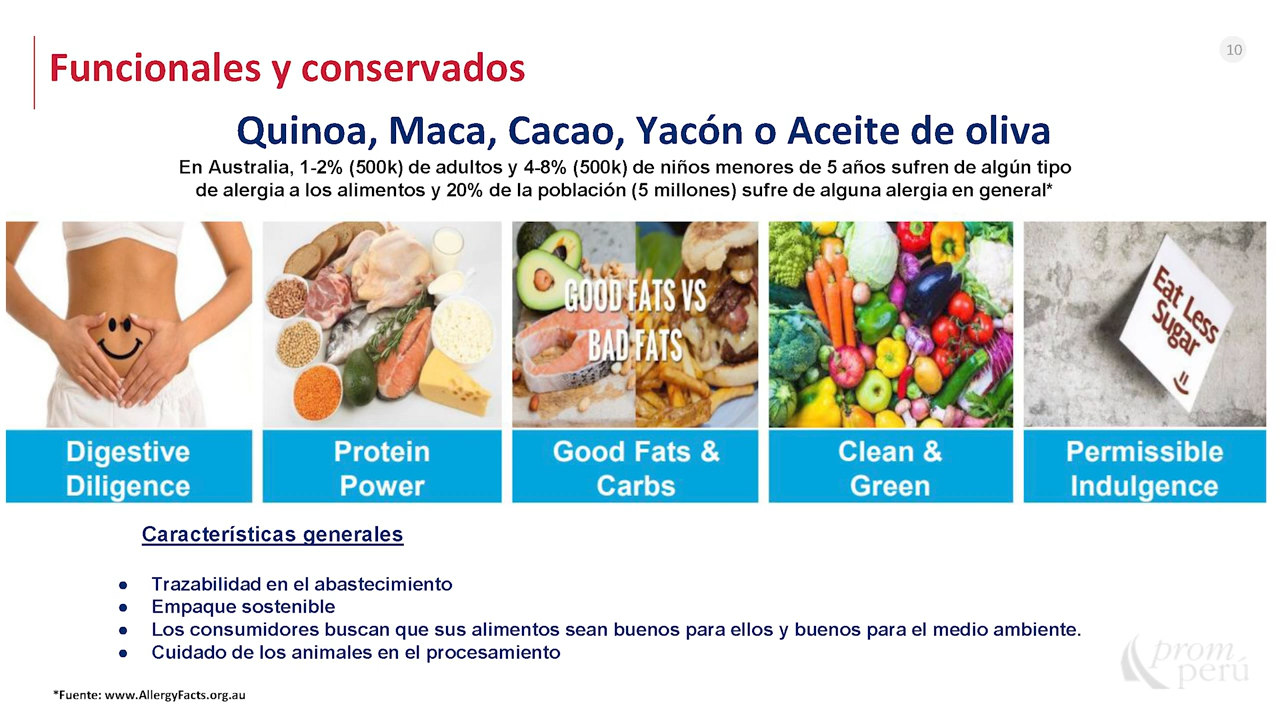 10
Funcionales y conservados
Quinoa, Maca, Cacao, Yacón o Aceite de oliva
En Australia, 1-2% (500k) de adultos y 4-8% (500k) de niños menores de 5 años sufren de algún tipo
de alergia a los alimentos y 20% de la población (5 millones) sufre de alguna alergia en general*
GOOD FATS VS
BAD FATS
Eat Less
Sugar
Digestive
Diligence
Protein
Power
Good Fats &
Carbs
Clean &
Green
Permissible
Indulgence
Características generales
● Trazabilidad en el abastecimiento
● Empaque sostenible
● Los consumidores buscan que sus alimentos sean buenos para ellos y buenos para el medio ambiente.
● Cuidado de los animales en el procesamiento
prom
perú
*Fuente: www.AllergyFacts.org.au